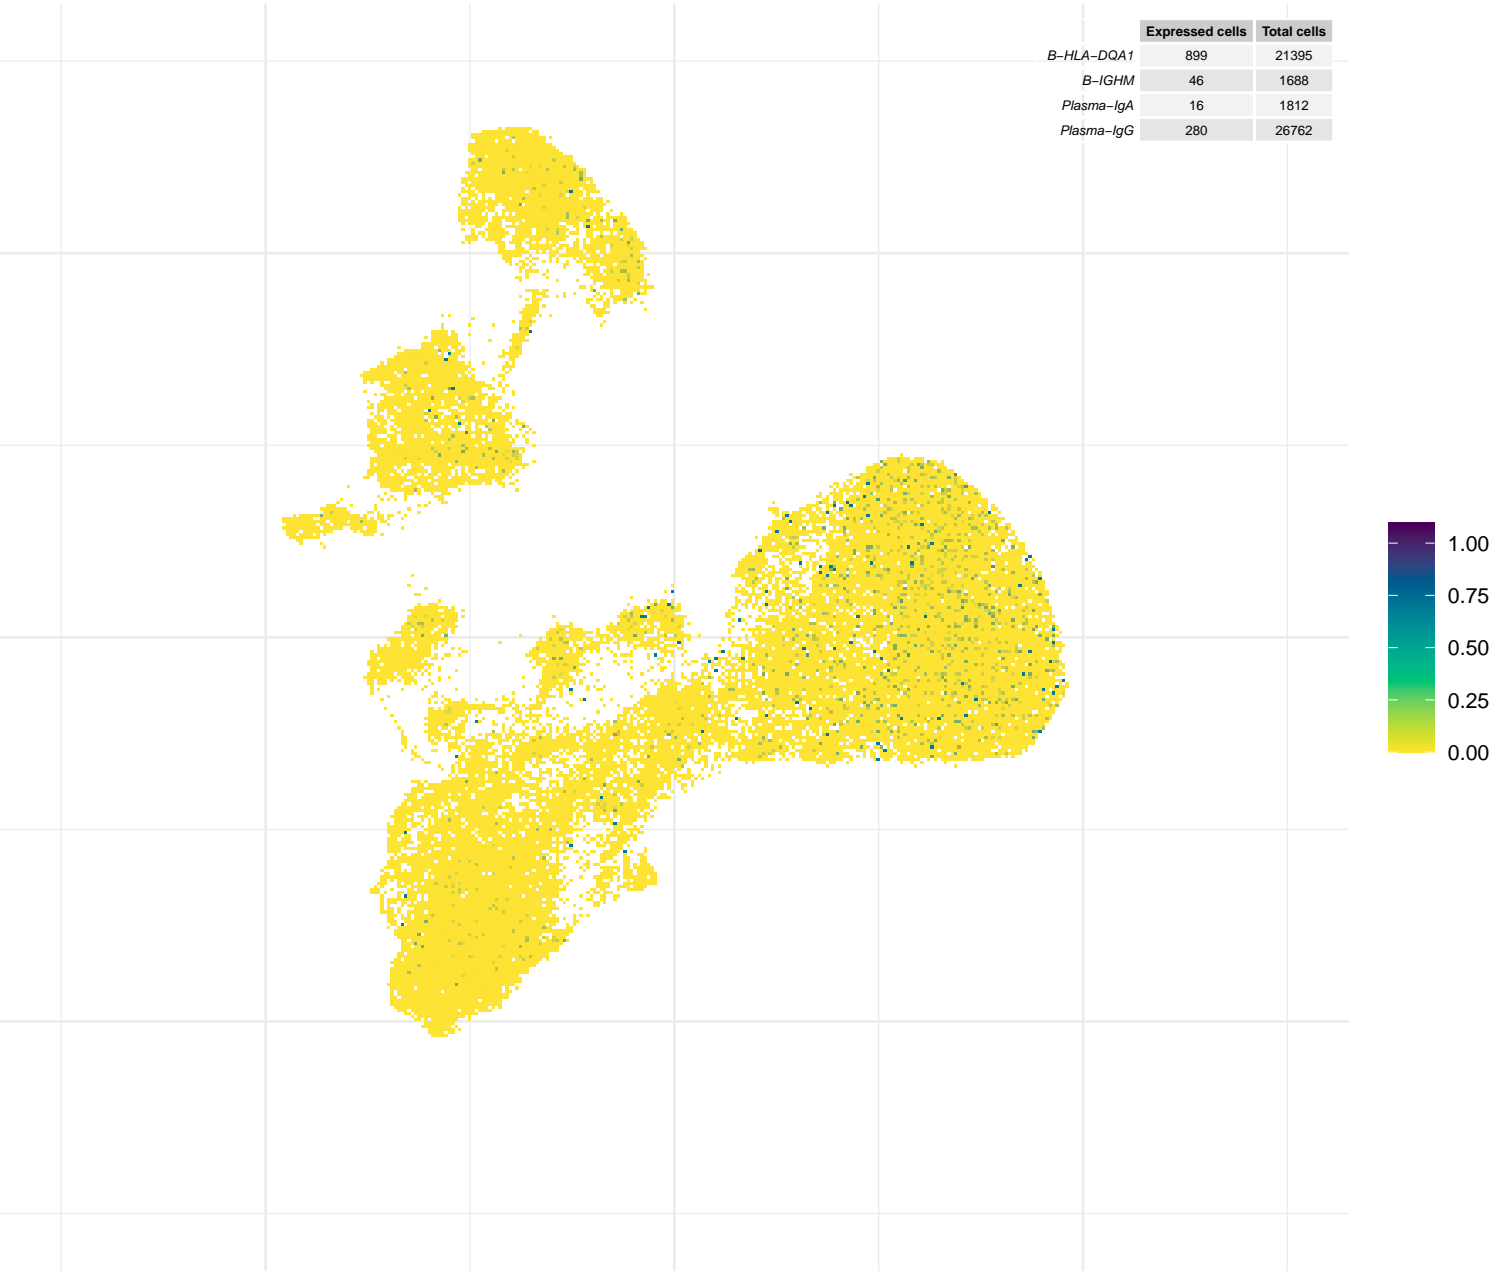 Expressed cells Total cells
B−HLA−DQA1 899 21395
B−IGHM 46 1688
Plasma−IgA 16 1812
Plasma−IgG 280 26762
1.00
0.75
0.50
0.25
0.00